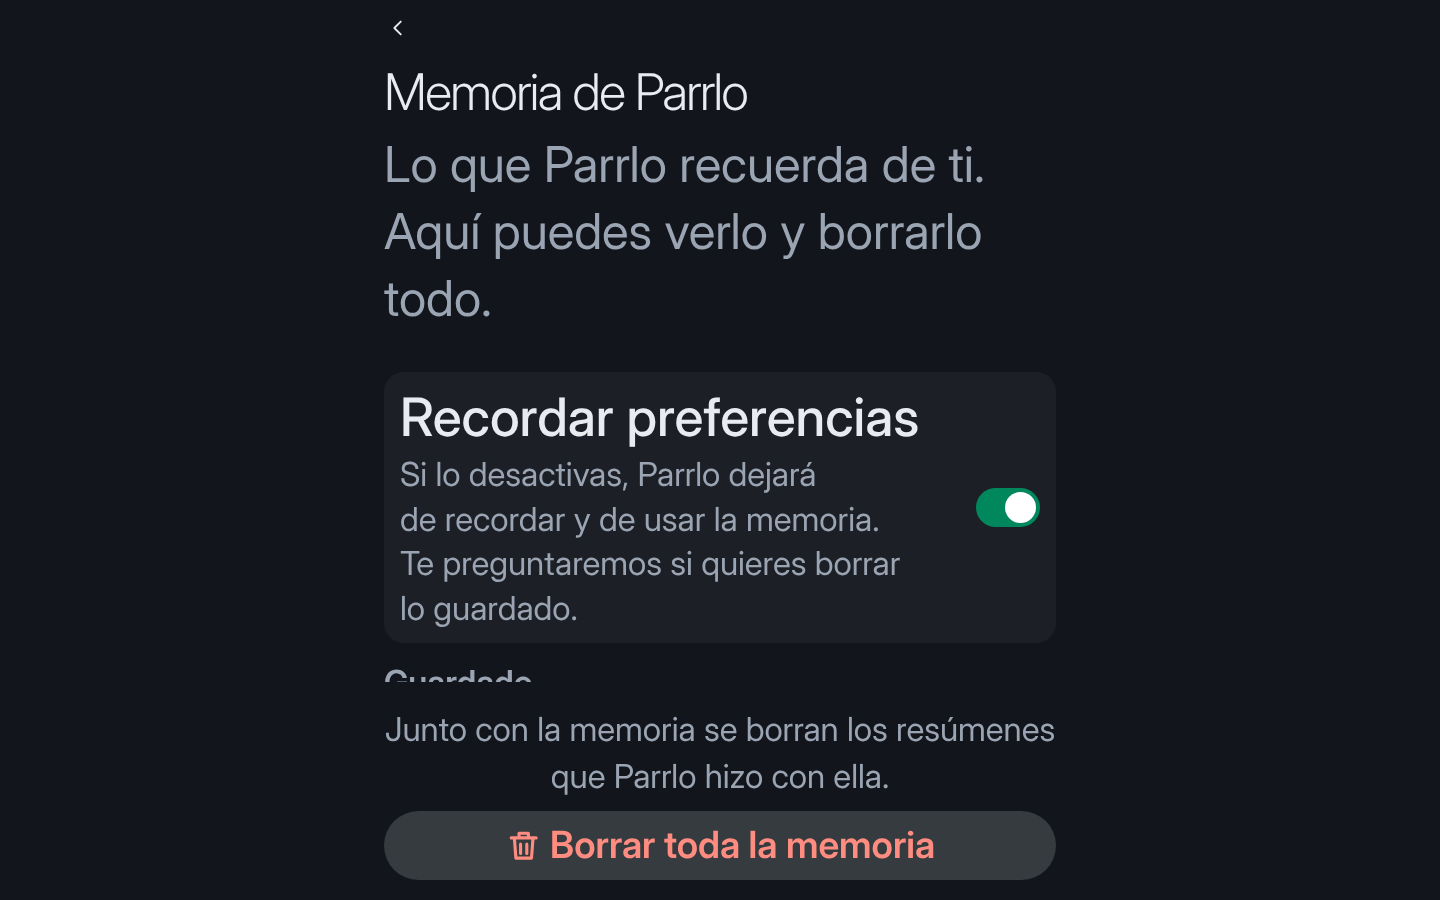 Memoria de Parrlo
Lo que Parrlo recuerda de ti.
Aquí puedes verlo y borrarlo
todo.
Recordar preferencias
Si lo desactivas, Parrlo dejará
de recordar y de usar la memoria.
Te preguntaremos si quieres borrar
lo guardado.
Guardado
Junto con la memoria se borran los resúmenes
que Parrlo hizo con ella.
Borrar toda la memoria